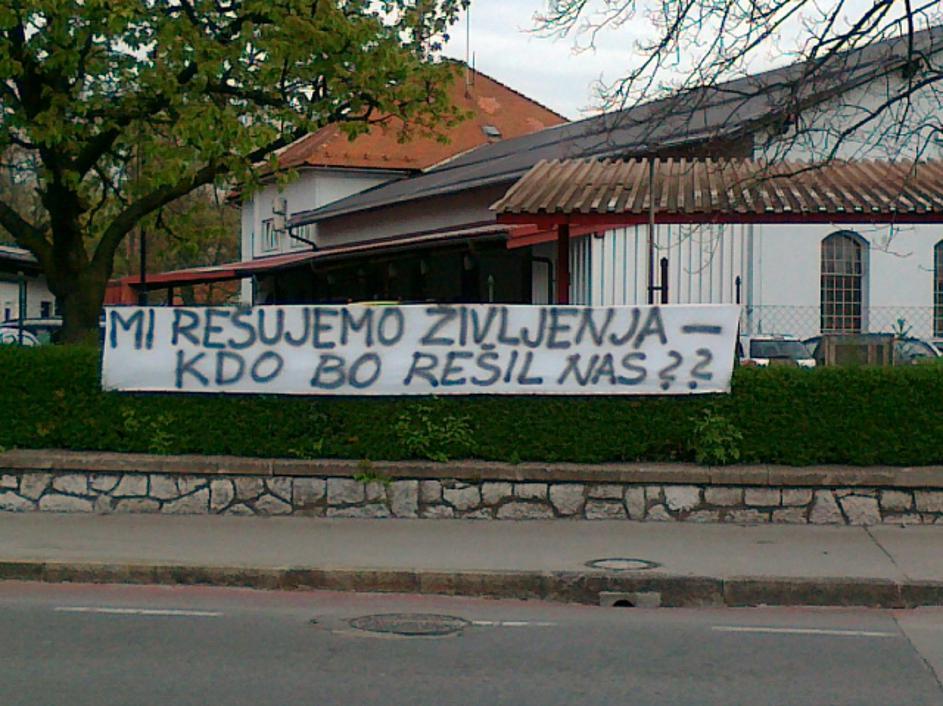 MI REŠUJEMO ŽIVLJENJA –
KDO BO REŠIL NAS??